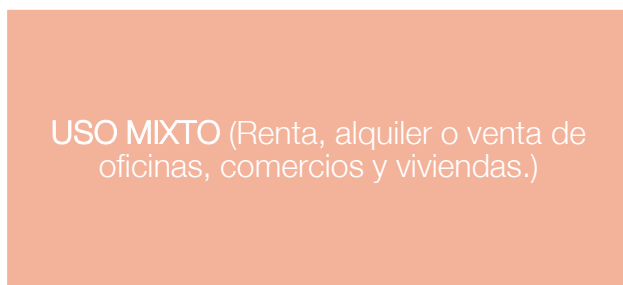 USO MIXTO (Renta, alquiler o venta de
oficinas, comercios y viviendas.)